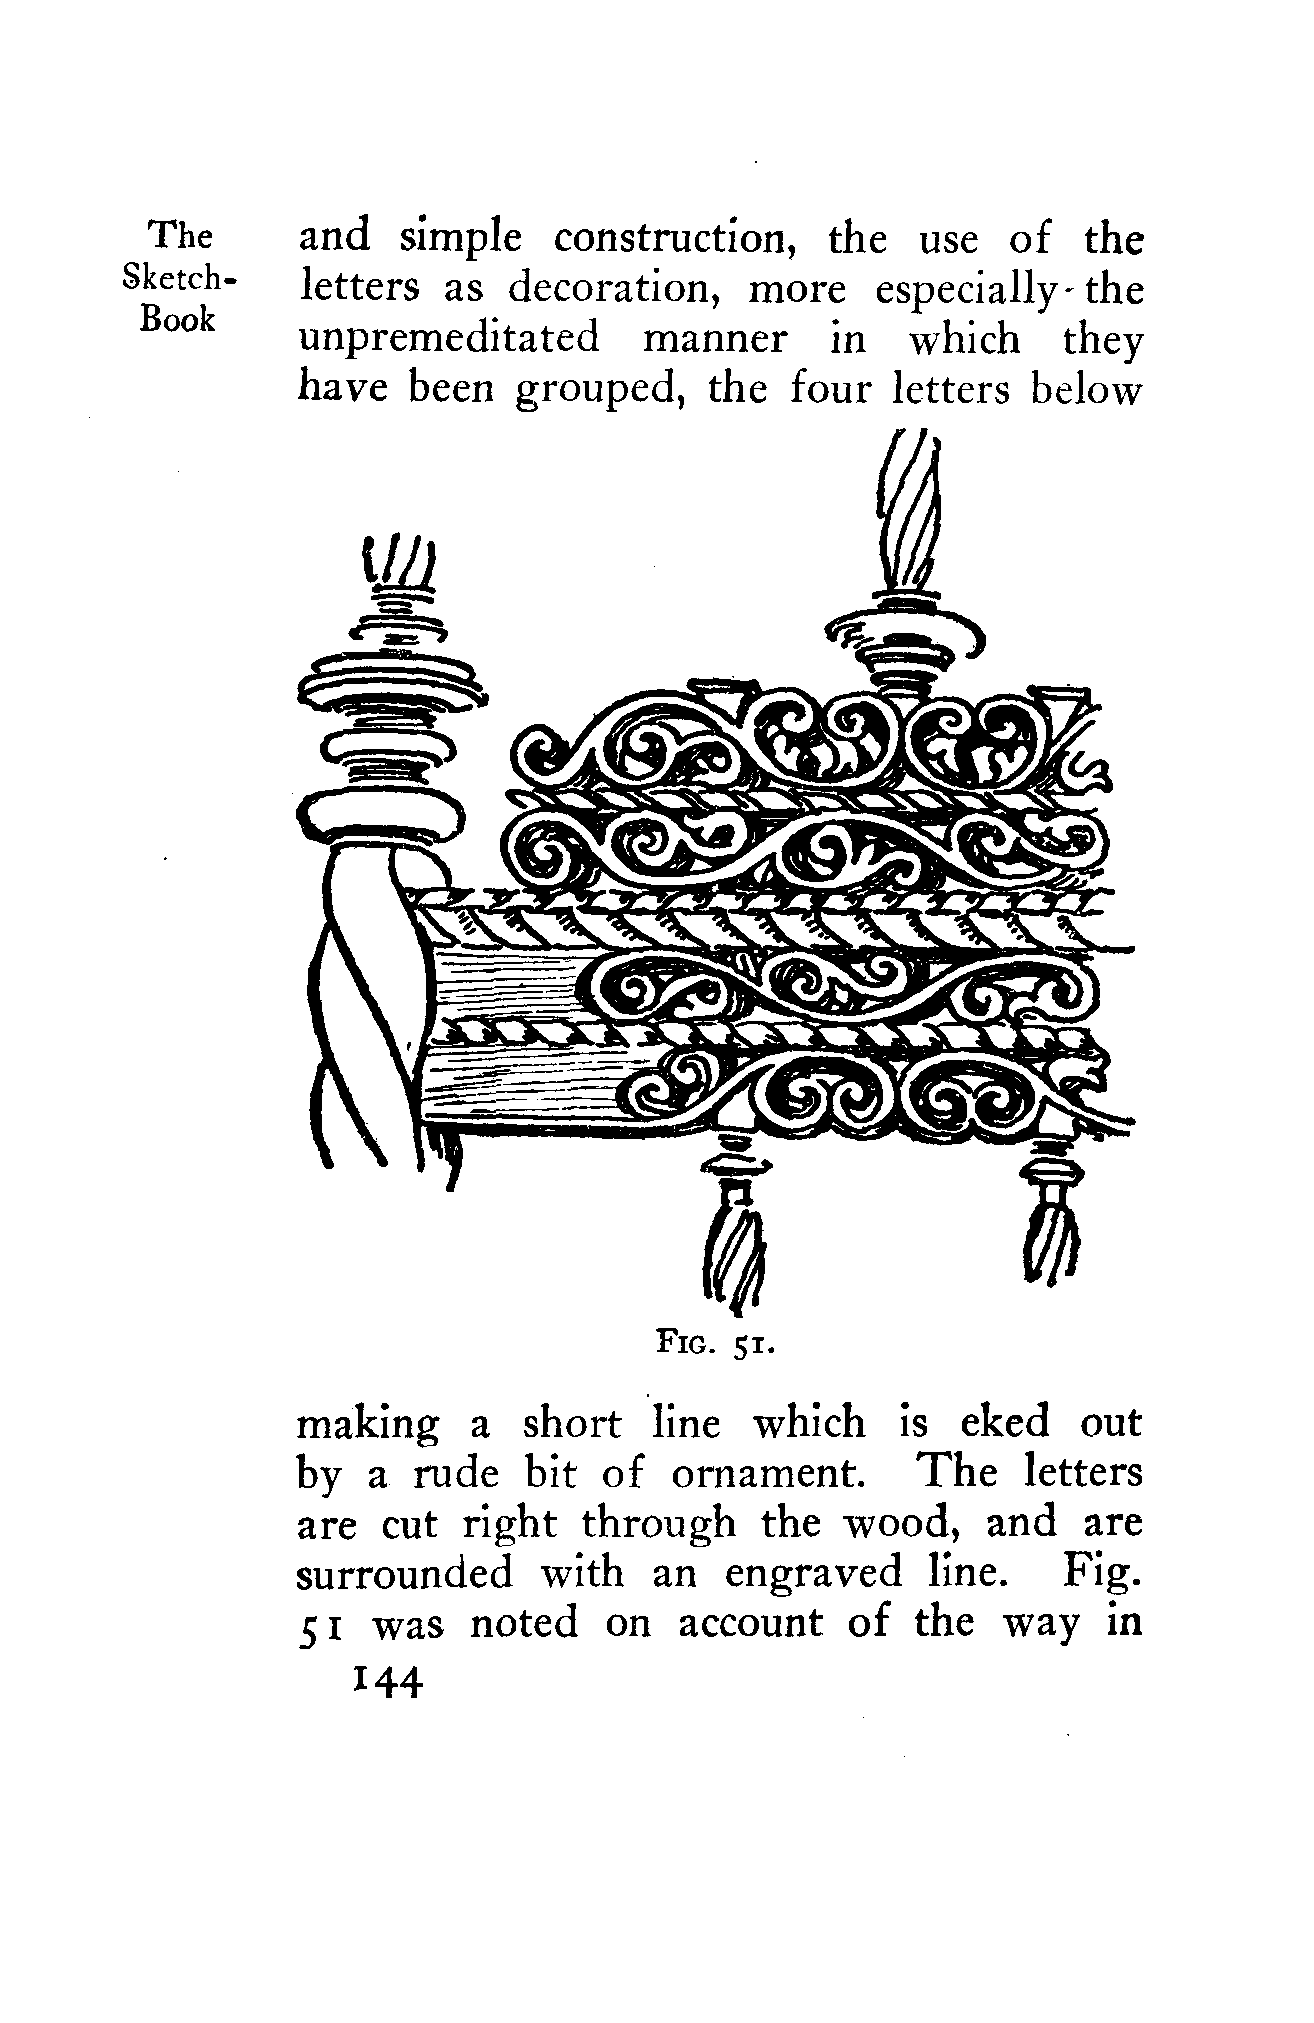 The
Sketch-
Book
and simple construction, the use of the
letters as decoration, more especially the
unpremeditated manner in which they
have been grouped, the four letters below
FIG. 51.
making a short line which is eked out
by a rude bit of ornament. The letters
are cut right through the wood, and are
surrounded with an engraved line. Fig.
51 was noted on account of the way in
144